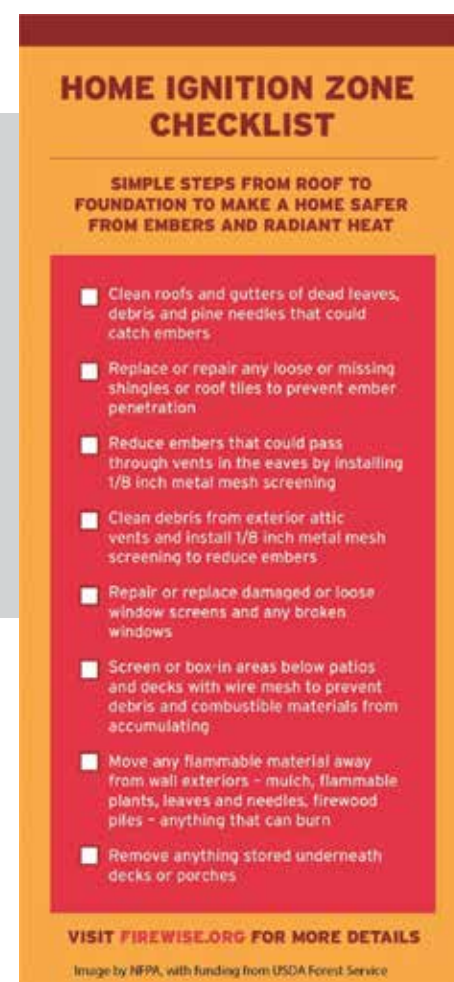 HOME IGNITION ZONE
CHECKLIST
SIMPLE STEPS FROM ROOF TO
FOUNDATION TO MAKE A HOME SAFER
FROM EMBERS AND RADIANT HEAT
Clean roofs and gutters of dead leaves,
debris and pine needles that could
catch embers
Replace or repair any loose or missing
shingles or roof tiles to prevent ember
penetration
Reduce embers that could pass
through vents in the eaves by installing
1/8 inch metal mesh screening
Clean debris from exterior attic
vents and install 1/8 inch metal mesh
screening to reduce embers
Repair or replace damaged or loose
window screens and any broken
windows
Screen or box-in areas below patios
and decks with wire mesh to prevent
debris and combustible materials from
accumulating
Move any flammable material away
from wall exteriors – mulch, flammable
plants, leaves and needles, firewood
piles – anything that can burn
Remove anything stored underneath
decks or porches
VISIT FIREWISE.ORG FOR MORE DETAILS
Image by NFPA, with funding from USDA Forest Service